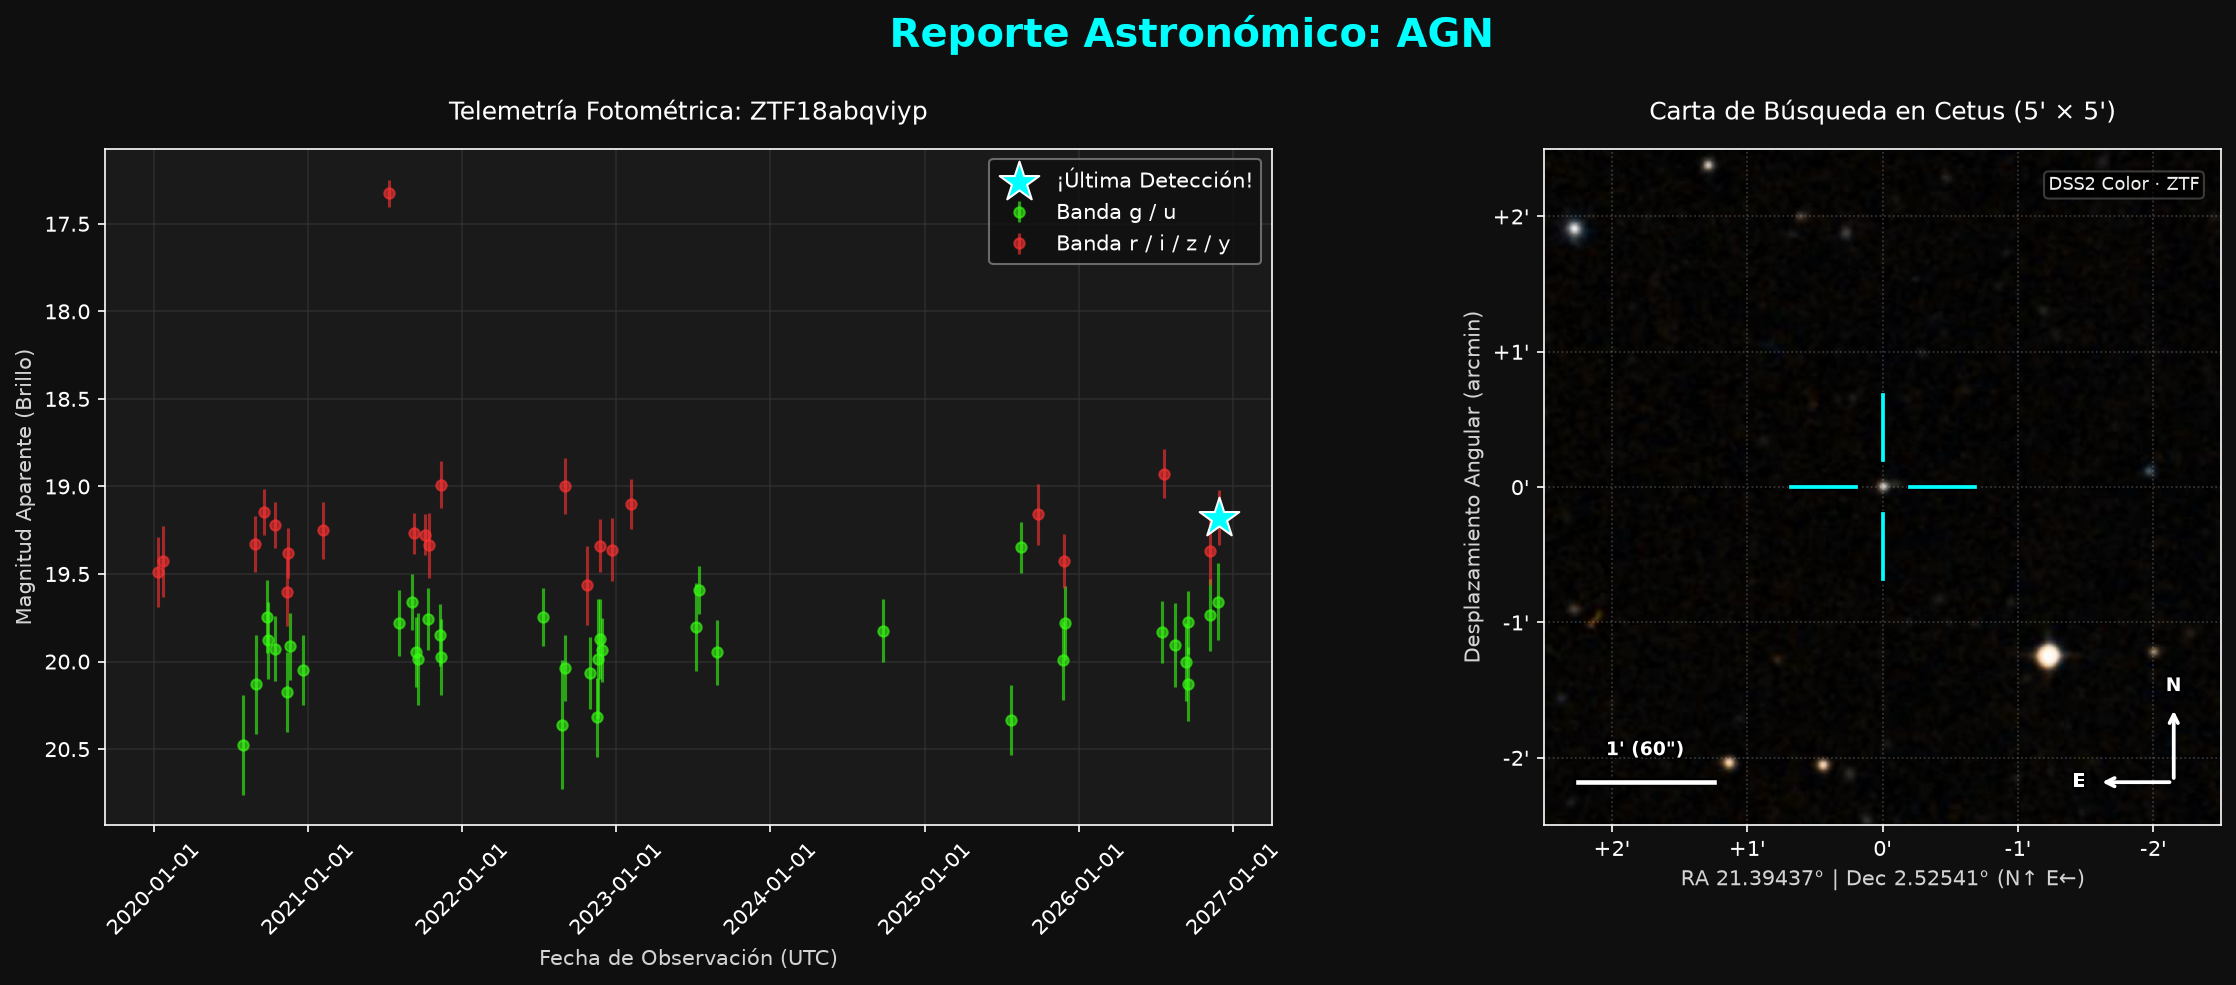 Reporte Astronómico: AGN
Telemetría Fotométrica: ZTF18abqviyp
¡Última Detección!
Banda g / u
Banda r / i / z / y
Magnitud Aparente (Brillo)
17.5
18.0
18.5
19.0
19.5
20.0
20.5
2020-01-01
2021-01-01
2022-01-01
2023-01-01
2024-01-01
2025-01-01
2026-01-01
2027-01-01
Fecha de Observación (UTC)
Carta de Búsqueda en Cetus (5' × 5')
DSS2 Color · ZTF
Desplazamiento Angular (arcmin)
+2'
+1'
0'
-1'
-2'
N
E
1' (60")
+2'
+1'
0'
-1'
-2'
RA 21.39437° | Dec 2.52541° (N↑ E←)